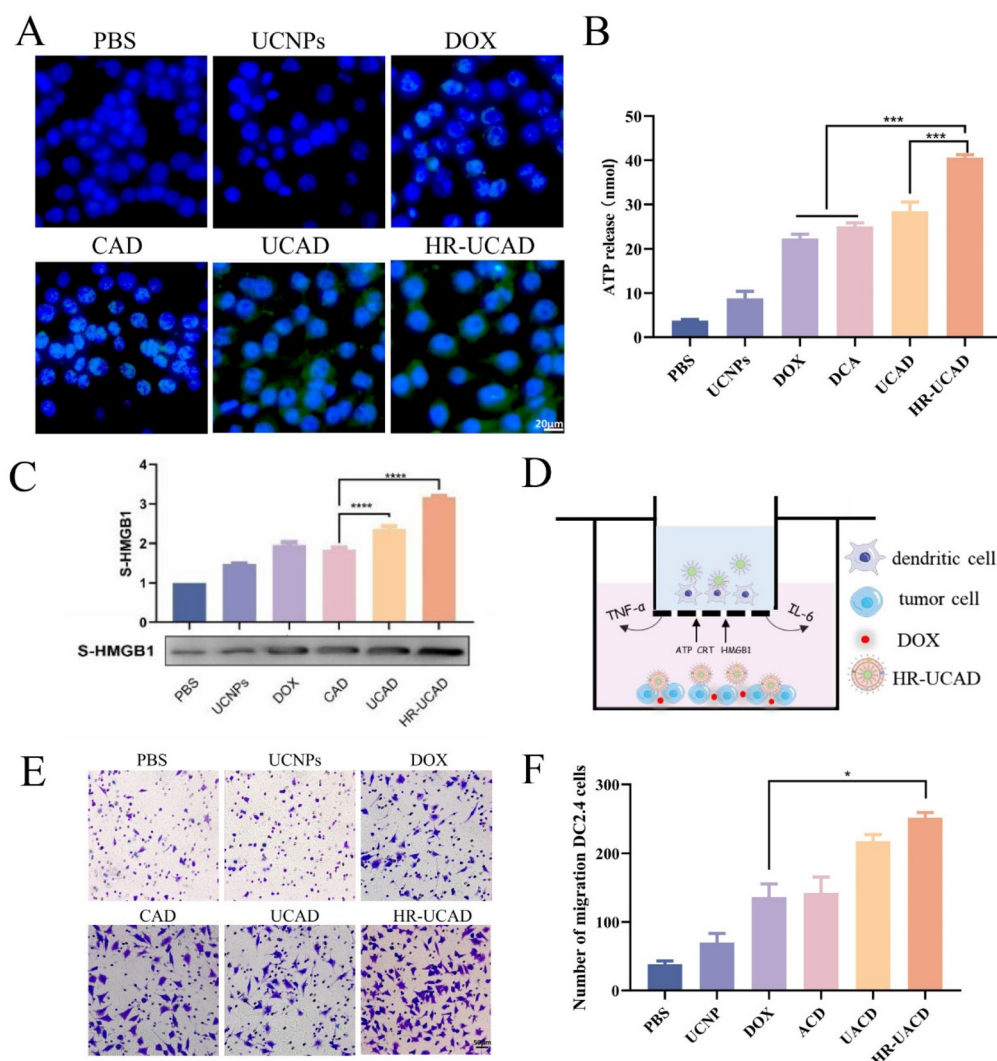 A
PBS
UCNPs
DOX
CAD
UCAD
HR-UCAD
20μm
B
ATP release (nmol)
50
40
30
20
10
0
PBS
UCNPs
DOX
DCA
UCAD
HR-UCAD
***
***
C
S-HMGB1
4
3
2
1
0
****
****
S-HMGB1
PBS
UCNPs
DOX
CAD
UCAD
HR-UCAD
D
TNF-α
IL-6
ATP CRT HMGB1
dendritic cell
tumor cell
DOX
HR-UCAD
E
PBS
UCNPs
DOX
CAD
UCAD
HR-UCAD
50μm
F
Number of migration DC2.4 cells
300
200
100
0
PBS
UCNP
DOX
ACD
UACD
HR-UACD
*